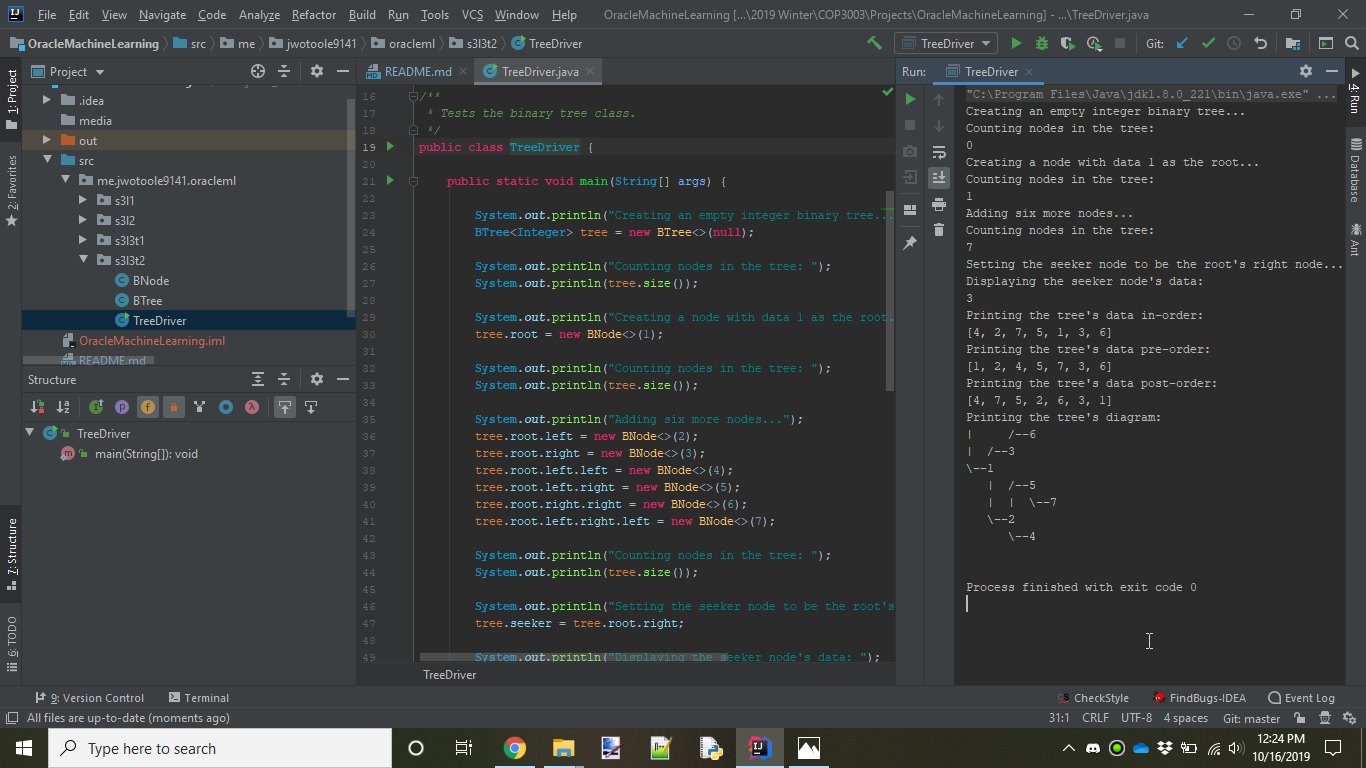 File Edit View Navigate Code Analyze Refactor Build Run Tools VCS Window Help OracleMachineLearning [...\2019 Winter\COP3003\Projects\OracleMachineLearning] - ...\TreeDriver.java
OracleMachineLearning src me jwotoole9141 oracleml s3l3t2 TreeDriver
TreeDriver Git:
1: Project
2: Favorites
7: Structure
6: TODO
Project
.idea
media
out
src
me.jwotoole9141.oracleml
s3l1
s3l2
s3l3t1
s3l3t2
BNode
BTree
TreeDriver
OracleMachineLearning.iml
README.md
Structure
TreeDriver
main(String[]): void
README.md TreeDriver.java
16 /**
17 * Tests the binary tree class.
18 */
19 public class TreeDriver {
20
21 public static void main(String[] args) {
22
23 System.out.println("Creating an empty integer binary tree...
24 BTree<Integer> tree = new BTree<>(null);
25
26 System.out.println("Counting nodes in the tree: ");
27 System.out.println(tree.size());
28
29 System.out.println("Creating a node with data 1 as the root.
30 tree.root = new BNode<>(1);
31
32 System.out.println("Counting nodes in the tree: ");
33 System.out.println(tree.size());
34
35 System.out.println("Adding six more nodes...");
36 tree.root.left = new BNode<>(2);
37 tree.root.right = new BNode<>(3);
38 tree.root.left.left = new BNode<>(4);
39 tree.root.left.right = new BNode<>(5);
40 tree.root.right.right = new BNode<>(6);
41 tree.root.left.right.left = new BNode<>(7);
42
43 System.out.println("Counting nodes in the tree: ");
44 System.out.println(tree.size());
45
46 System.out.println("Setting the seeker node to be the root's
47 tree.seeker = tree.root.right;
48
49 System.out.println("Displaying the seeker node's data: ");
TreeDriver
Run: TreeDriver
"C:\Program Files\Java\jdk1.8.0_221\bin\java.exe" ...
Creating an empty integer binary tree...
Counting nodes in the tree:
0
Creating a node with data 1 as the root...
Counting nodes in the tree:
1
Adding six more nodes...
Counting nodes in the tree:
7
Setting the seeker node to be the root's right node...
Displaying the seeker node's data:
3
Printing the tree's data in-order:
[4, 2, 7, 5, 1, 3, 6]
Printing the tree's data pre-order:
[1, 2, 4, 5, 7, 3, 6]
Printing the tree's data post-order:
[4, 7, 5, 2, 6, 3, 1]
Printing the tree's diagram:
|     /--6
|  /--3
\--1
   |  /--5
   |  |  \--7
   \--2
      \--4
Process finished with exit code 0
4: Run
Database
Ant
9: Version Control Terminal CheckStyle FindBugs-IDEA Event Log
All files are up-to-date (moments ago) 31:1 CRLF UTF-8 4 spaces Git: master
Type here to search
12:24 PM
10/16/2019